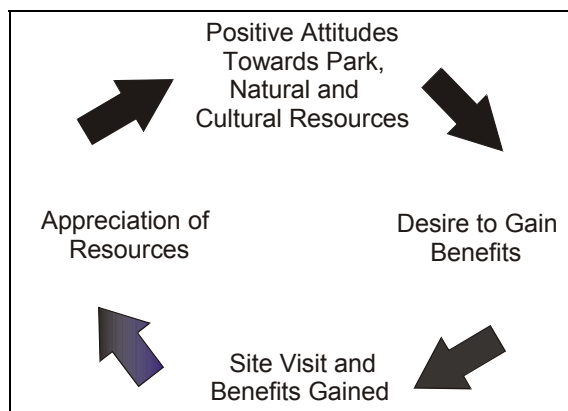 Positive Attitudes
Towards Park,
Natural and
Cultural Resources
Desire to Gain
Benefits
Site Visit and
Benefits Gained
Appreciation of
Resources